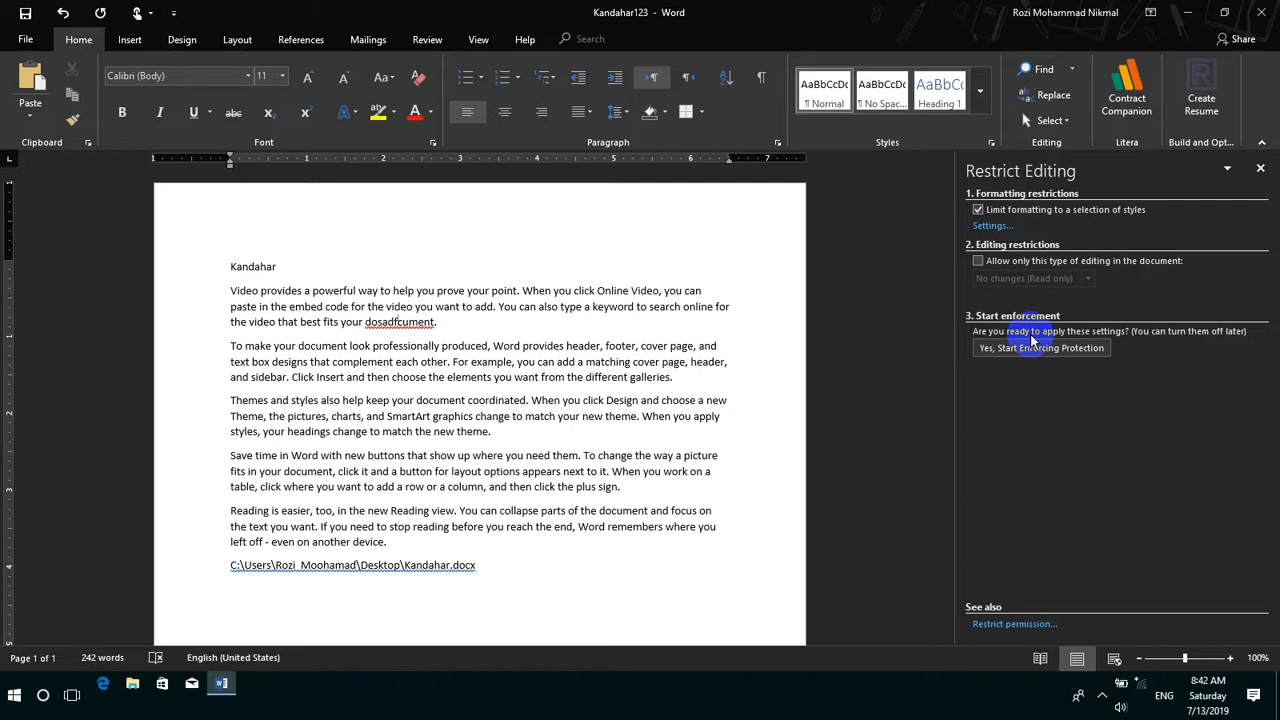 Kandahar123 - Word
Rozi Mohammad Nikmal
File Home Insert Design Layout References Mailings Review View Help Search Share
Paste
Calibri (Body) 11
Clipboard Font Paragraph Styles Editing Litera Build and Opt...
AaBbCcDc AaBbCcDc AaBbCc
¶ Normal ¶ No Spac... Heading 1
Find
Replace
Select
Contract Companion
Create Resume
1 1 2 3 4 5 6 7
Restrict Editing
1. Formatting restrictions
Limit formatting to a selection of styles
Settings...
2. Editing restrictions
Allow only this type of editing in the document:
No changes (Read only)
3. Start enforcement
Are you ready to apply these settings? (You can turn them off later)
Yes, Start Enforcing Protection
See also
Restrict permission...
Kandahar
Video provides a powerful way to help you prove your point. When you click Online Video, you can
paste in the embed code for the video you want to add. You can also type a keyword to search online for
the video that best fits your dosadfcument.
To make your document look professionally produced, Word provides header, footer, cover page, and
text box designs that complement each other. For example, you can add a matching cover page, header,
and sidebar. Click Insert and then choose the elements you want from the different galleries.
Themes and styles also help keep your document coordinated. When you click Design and choose a new
Theme, the pictures, charts, and SmartArt graphics change to match your new theme. When you apply
styles, your headings change to match the new theme.
Save time in Word with new buttons that show up where you need them. To change the way a picture
fits in your document, click it and a button for layout options appears next to it. When you work on a
table, click where you want to add a row or a column, and then click the plus sign.
Reading is easier, too, in the new Reading view. You can collapse parts of the document and focus on
the text you want. If you need to stop reading before you reach the end, Word remembers where you
left off - even on another device.
C:\Users\Rozi Moohamad\Desktop\Kandahar.docx
Page 1 of 1 242 words English (United States) 100%
ENG
8:42 AM
Saturday
7/13/2019